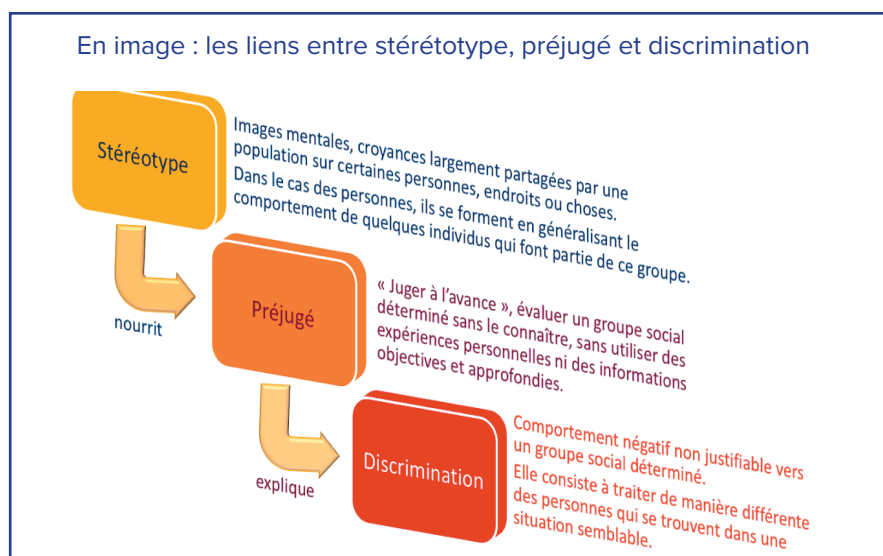 En image : les liens entre stérétotype, préjugé et discrimination
Stéréotype
Images mentales, croyances largement partagées par une
population sur certaines personnes, endroits ou choses.
Dans le cas des personnes, ils se forment en généralisant le
comportement de quelques individus qui font partie de ce groupe.
nourrit
Préjugé
« Juger à l’avance », évaluer un groupe social
déterminé sans le connaître, sans utiliser des
expériences personnelles ni des informations
objectives et approfondies.
explique
Discrimination
Comportement négatif non justifiable vers
un groupe social déterminé.
Elle consiste à traiter de manière différente
des personnes qui se trouvent dans une
situation semblable.